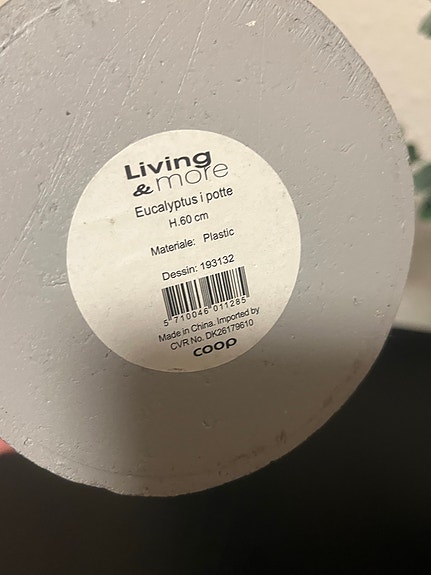 Living
& more
Eucalyptus i potte
H.60 cm
Materiale: Plastic
Dessin: 193132
5 710046 011285
Made in China. Imported by
CVR No. DK26179610
coop